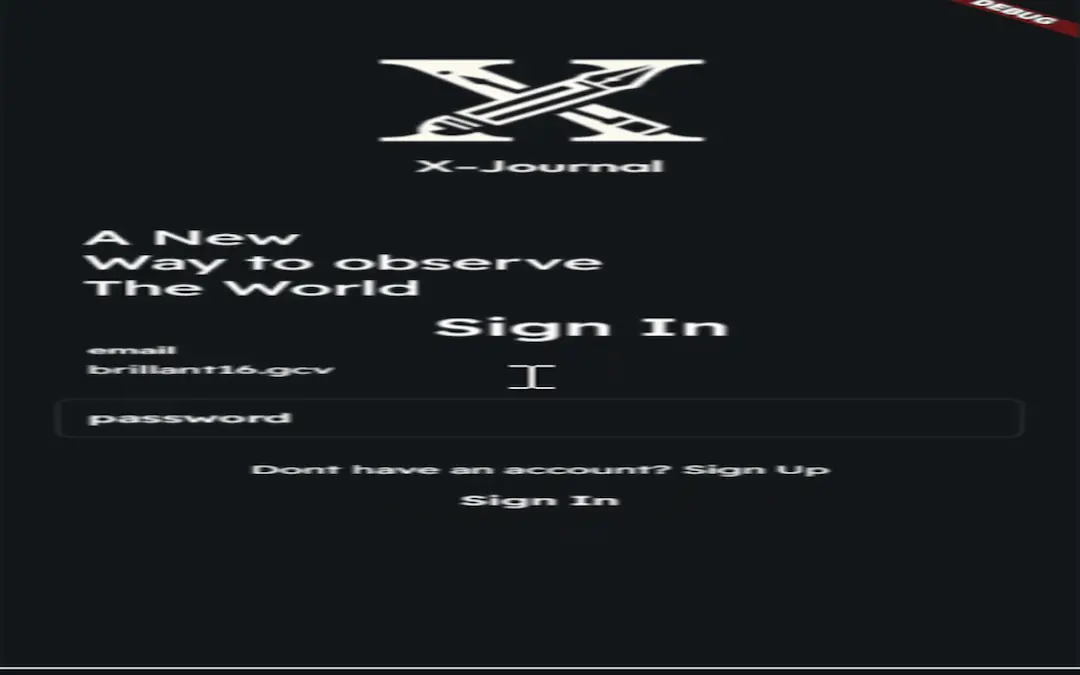 DEBUG
X-Journal
A New
Way to observe
The World
Sign In
email
brillant16.gcv
password
Dont have an account? Sign Up
Sign In